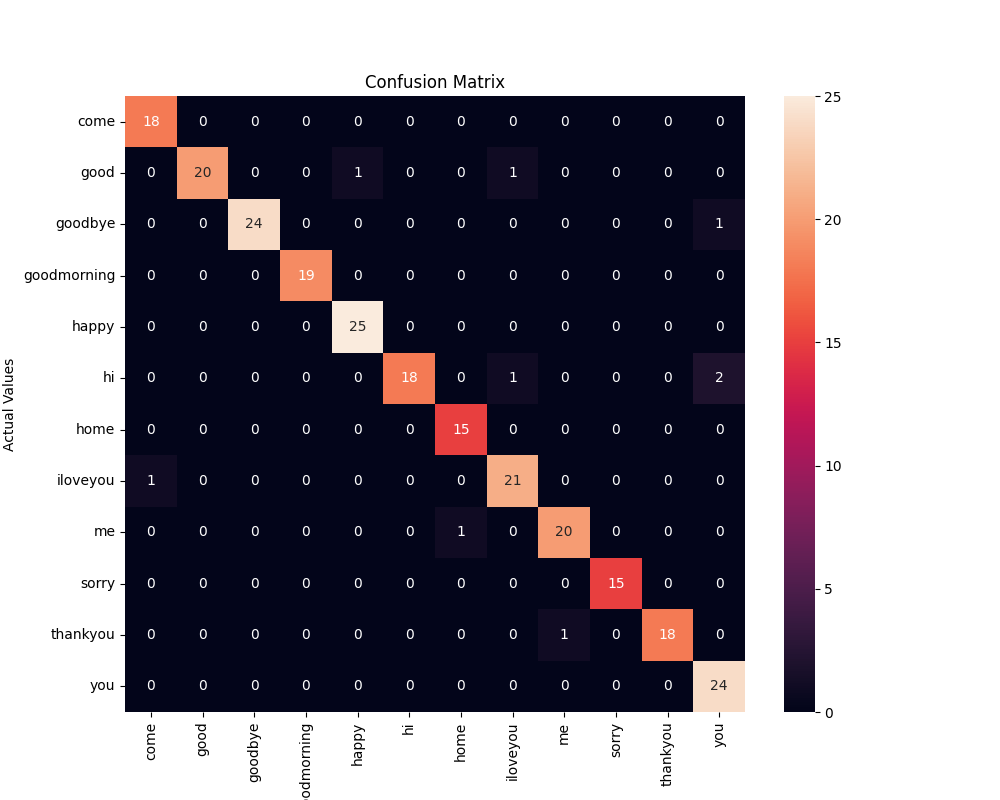 Confusion Matrix
Actual Values
come 18 0 0 0 0 0 0 0 0 0 0 0
good 0 20 0 0 1 0 0 1 0 0 0 0
goodbye 0 0 24 0 0 0 0 0 0 0 0 1
goodmorning 0 0 0 19 0 0 0 0 0 0 0 0
happy 0 0 0 0 25 0 0 0 0 0 0 0
hi 0 0 0 0 0 18 0 1 0 0 0 2
home 0 0 0 0 0 0 15 0 0 0 0 0
iloveyou 1 0 0 0 0 0 0 21 0 0 0 0
me 0 0 0 0 0 0 1 0 20 0 0 0
sorry 0 0 0 0 0 0 0 0 0 15 0 0
thankyou 0 0 0 0 0 0 0 0 1 0 18 0
you 0 0 0 0 0 0 0 0 0 0 0 24
come good goodbye odmorning happy hi home iloveyou me sorry thankyou you
25
20
15
10
5
0